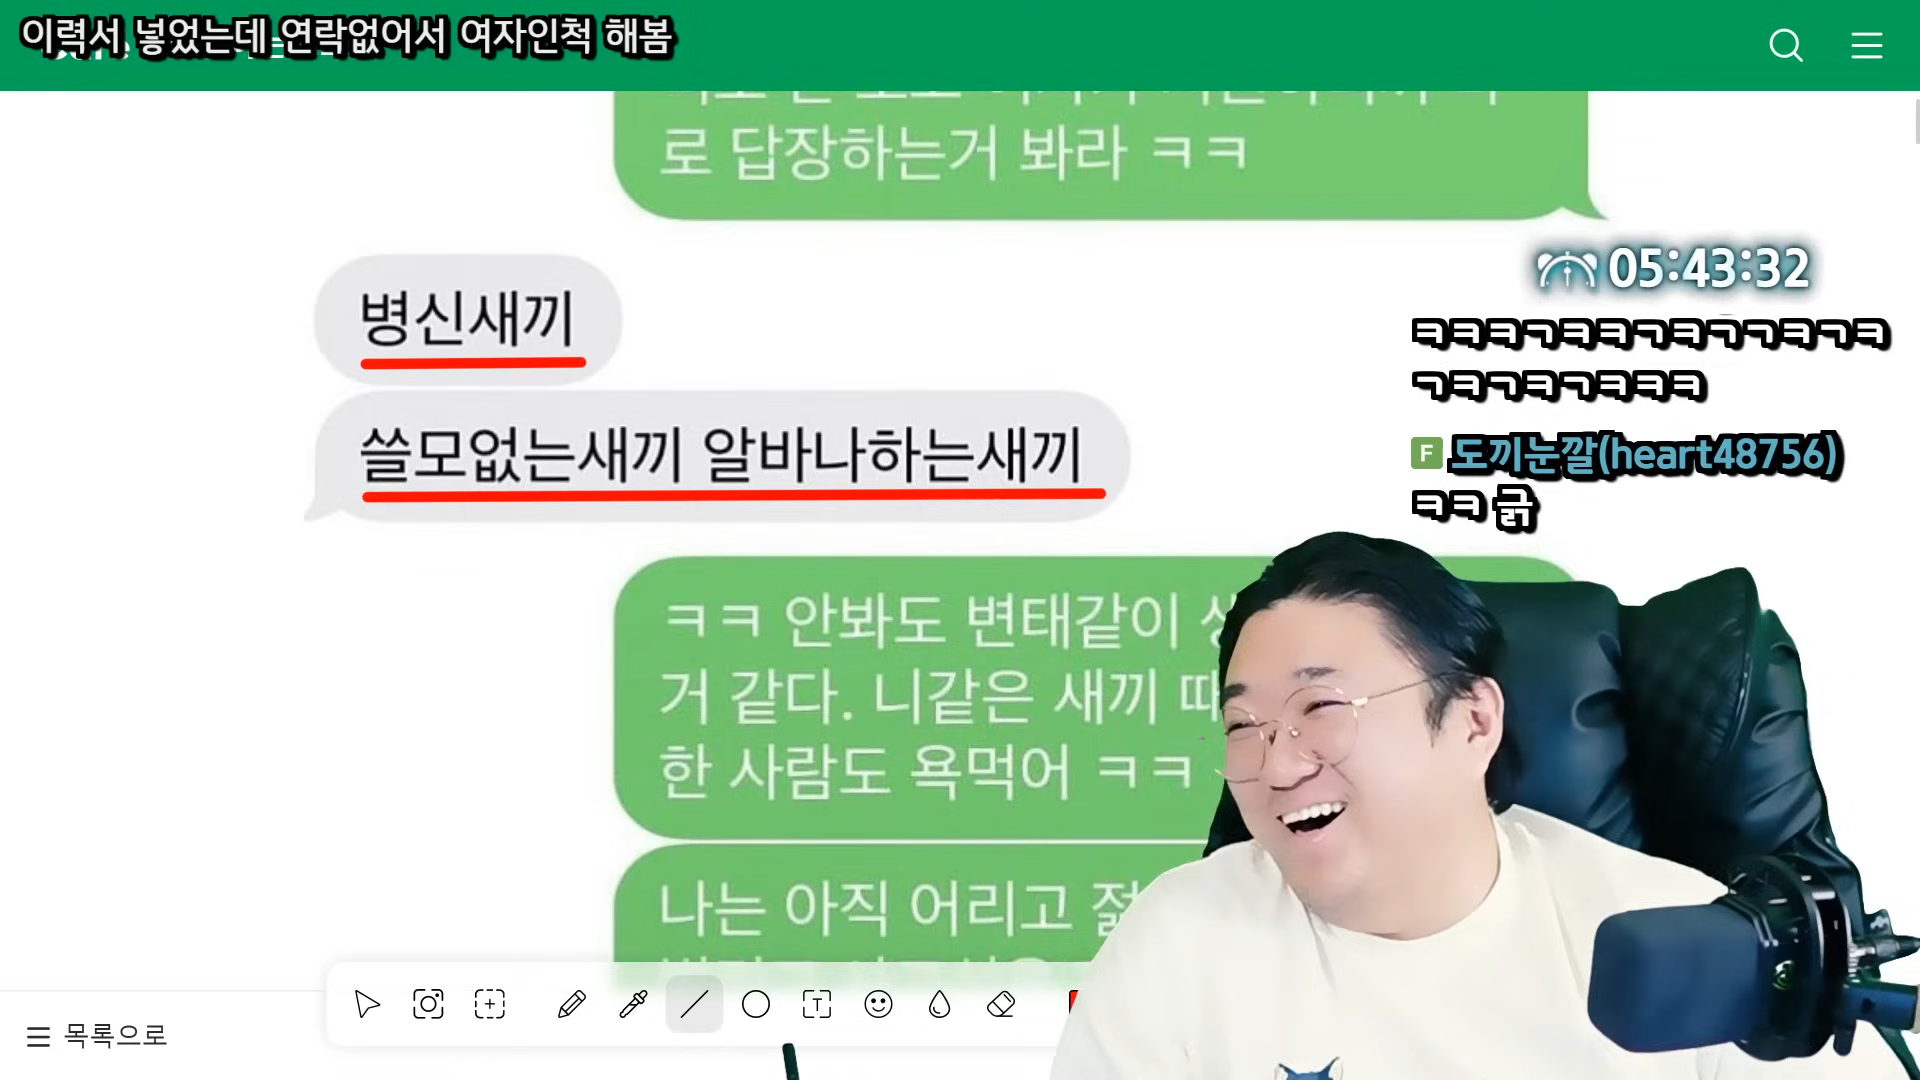 이력서 넣었는데 연락없어서 여자인척 해봄
로 답장하는거 봐라 ㅋㅋ
05:43:32
병신새끼
ㅋㅋㅋㄱㅋㅋㄱㅋㄱㄱㅋㄱㅋ
ㄱㅋㄱㅋㄱㅋㅋㅋ
쓸모없는새끼 알바나하는새끼
F 도끼눈깔(heart48756)
ㅋㅋ 긁
ㅋㅋ 안봐도 변태같이
거 같다. 니같은 새끼
한 사람도 욕먹어 ㅋㅋ
나는 아직 어리고
T
목록으로